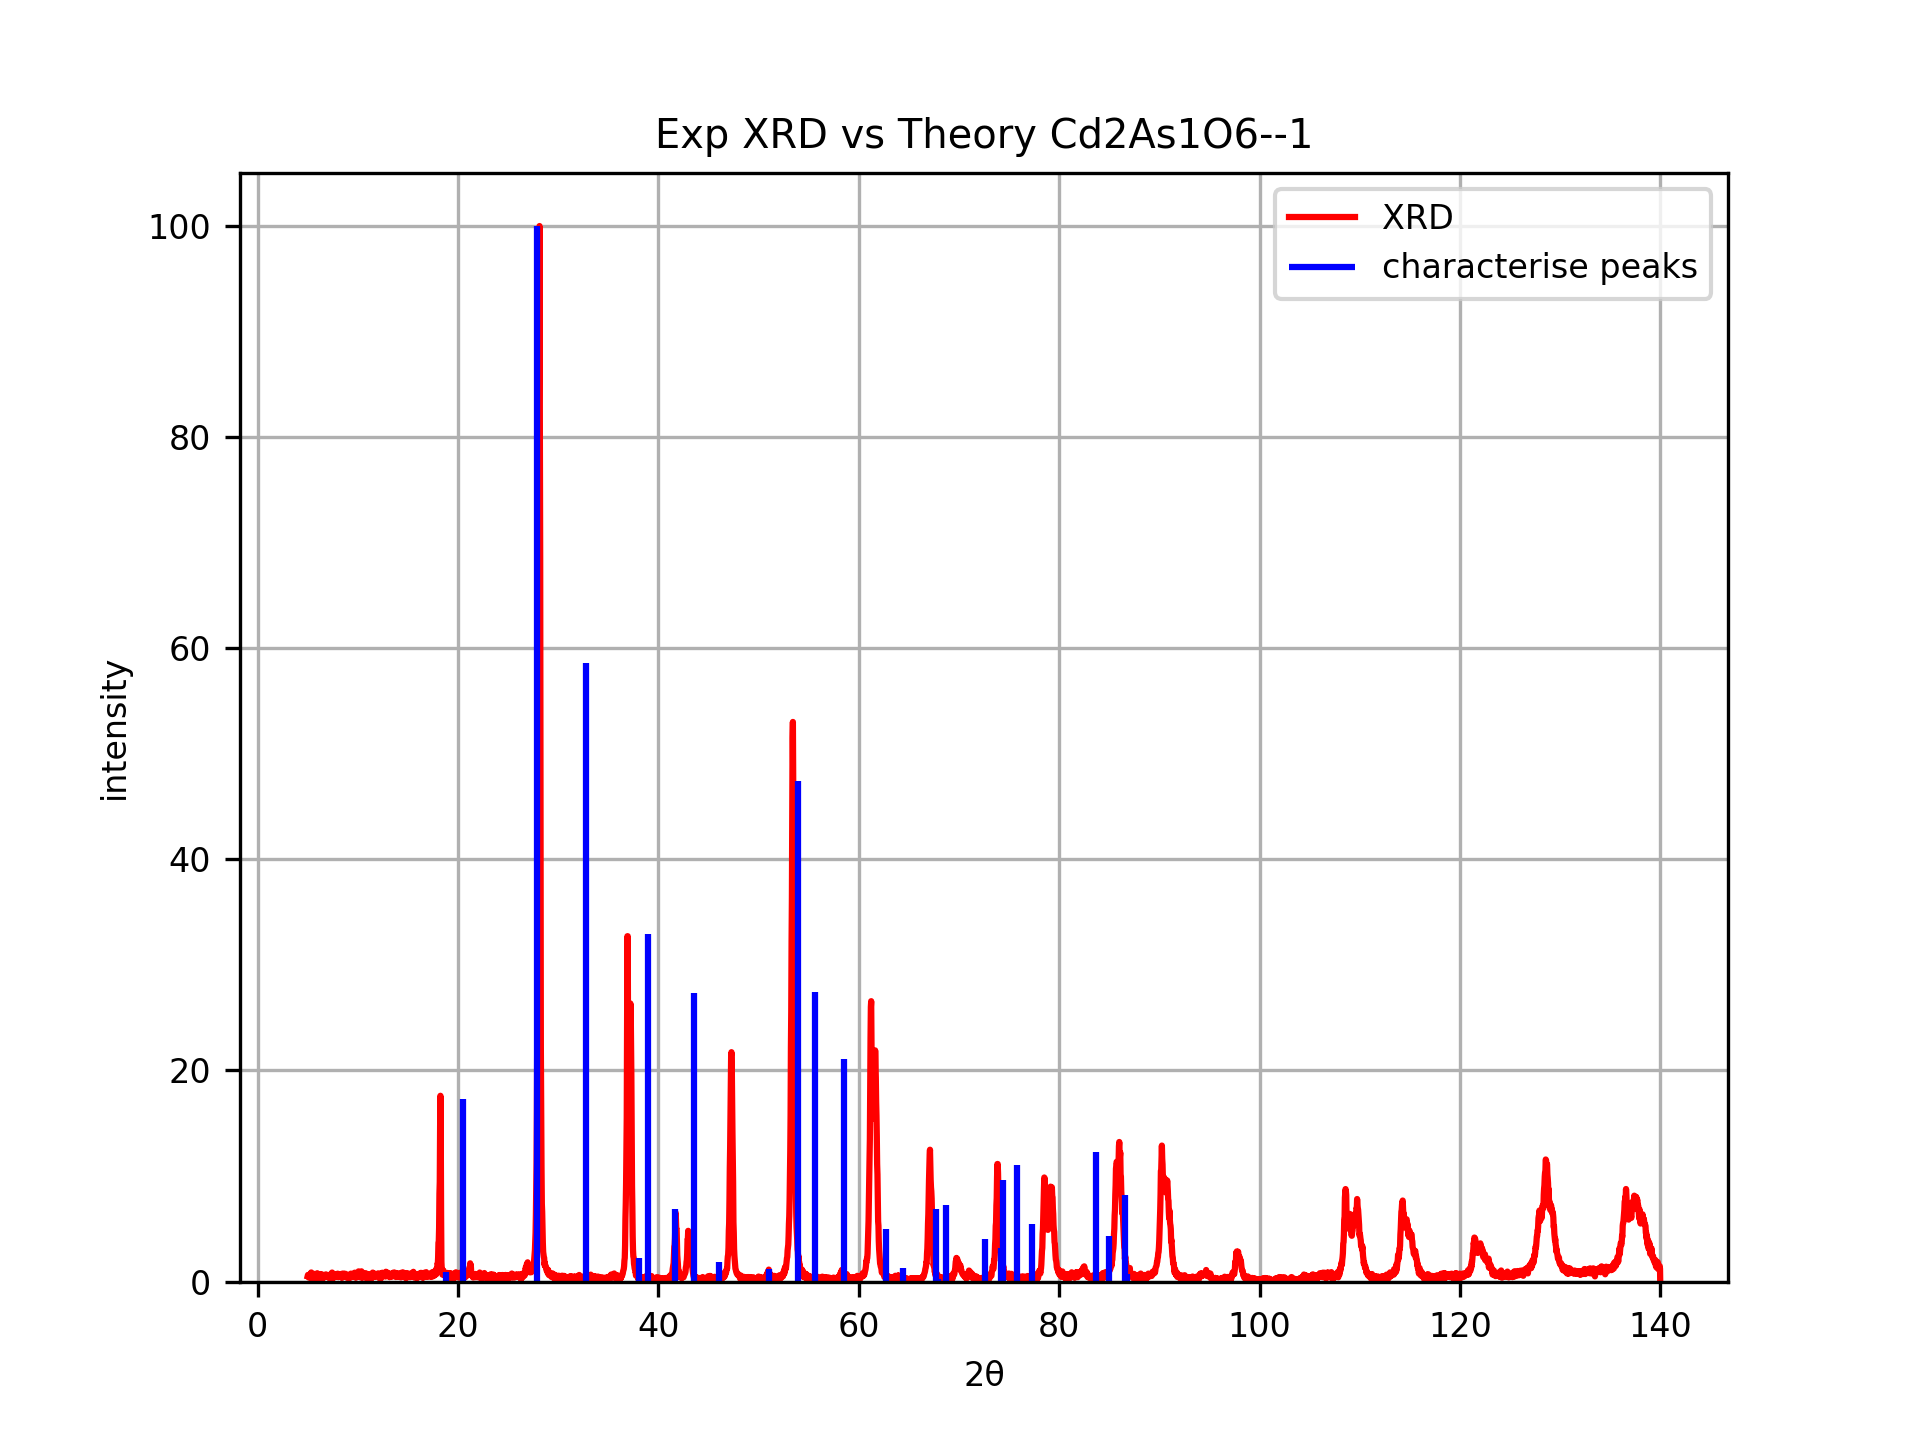 Exp XRD vs Theory Cd2As1O6--1
XRD
characterise peaks
100
80
60
40
20
0
intensity
0 20 40 60 80 100 120 140
2θ